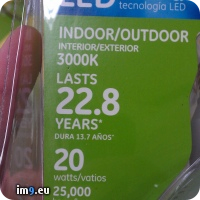 LED
tecnología LED
INDOOR/OUTDOOR
INTERIOR/EXTERIOR
3000K
LASTS
22.8
YEARS*
DURA 13.7 AÑOS*
20
watts/vatios
25,000
im9.eu